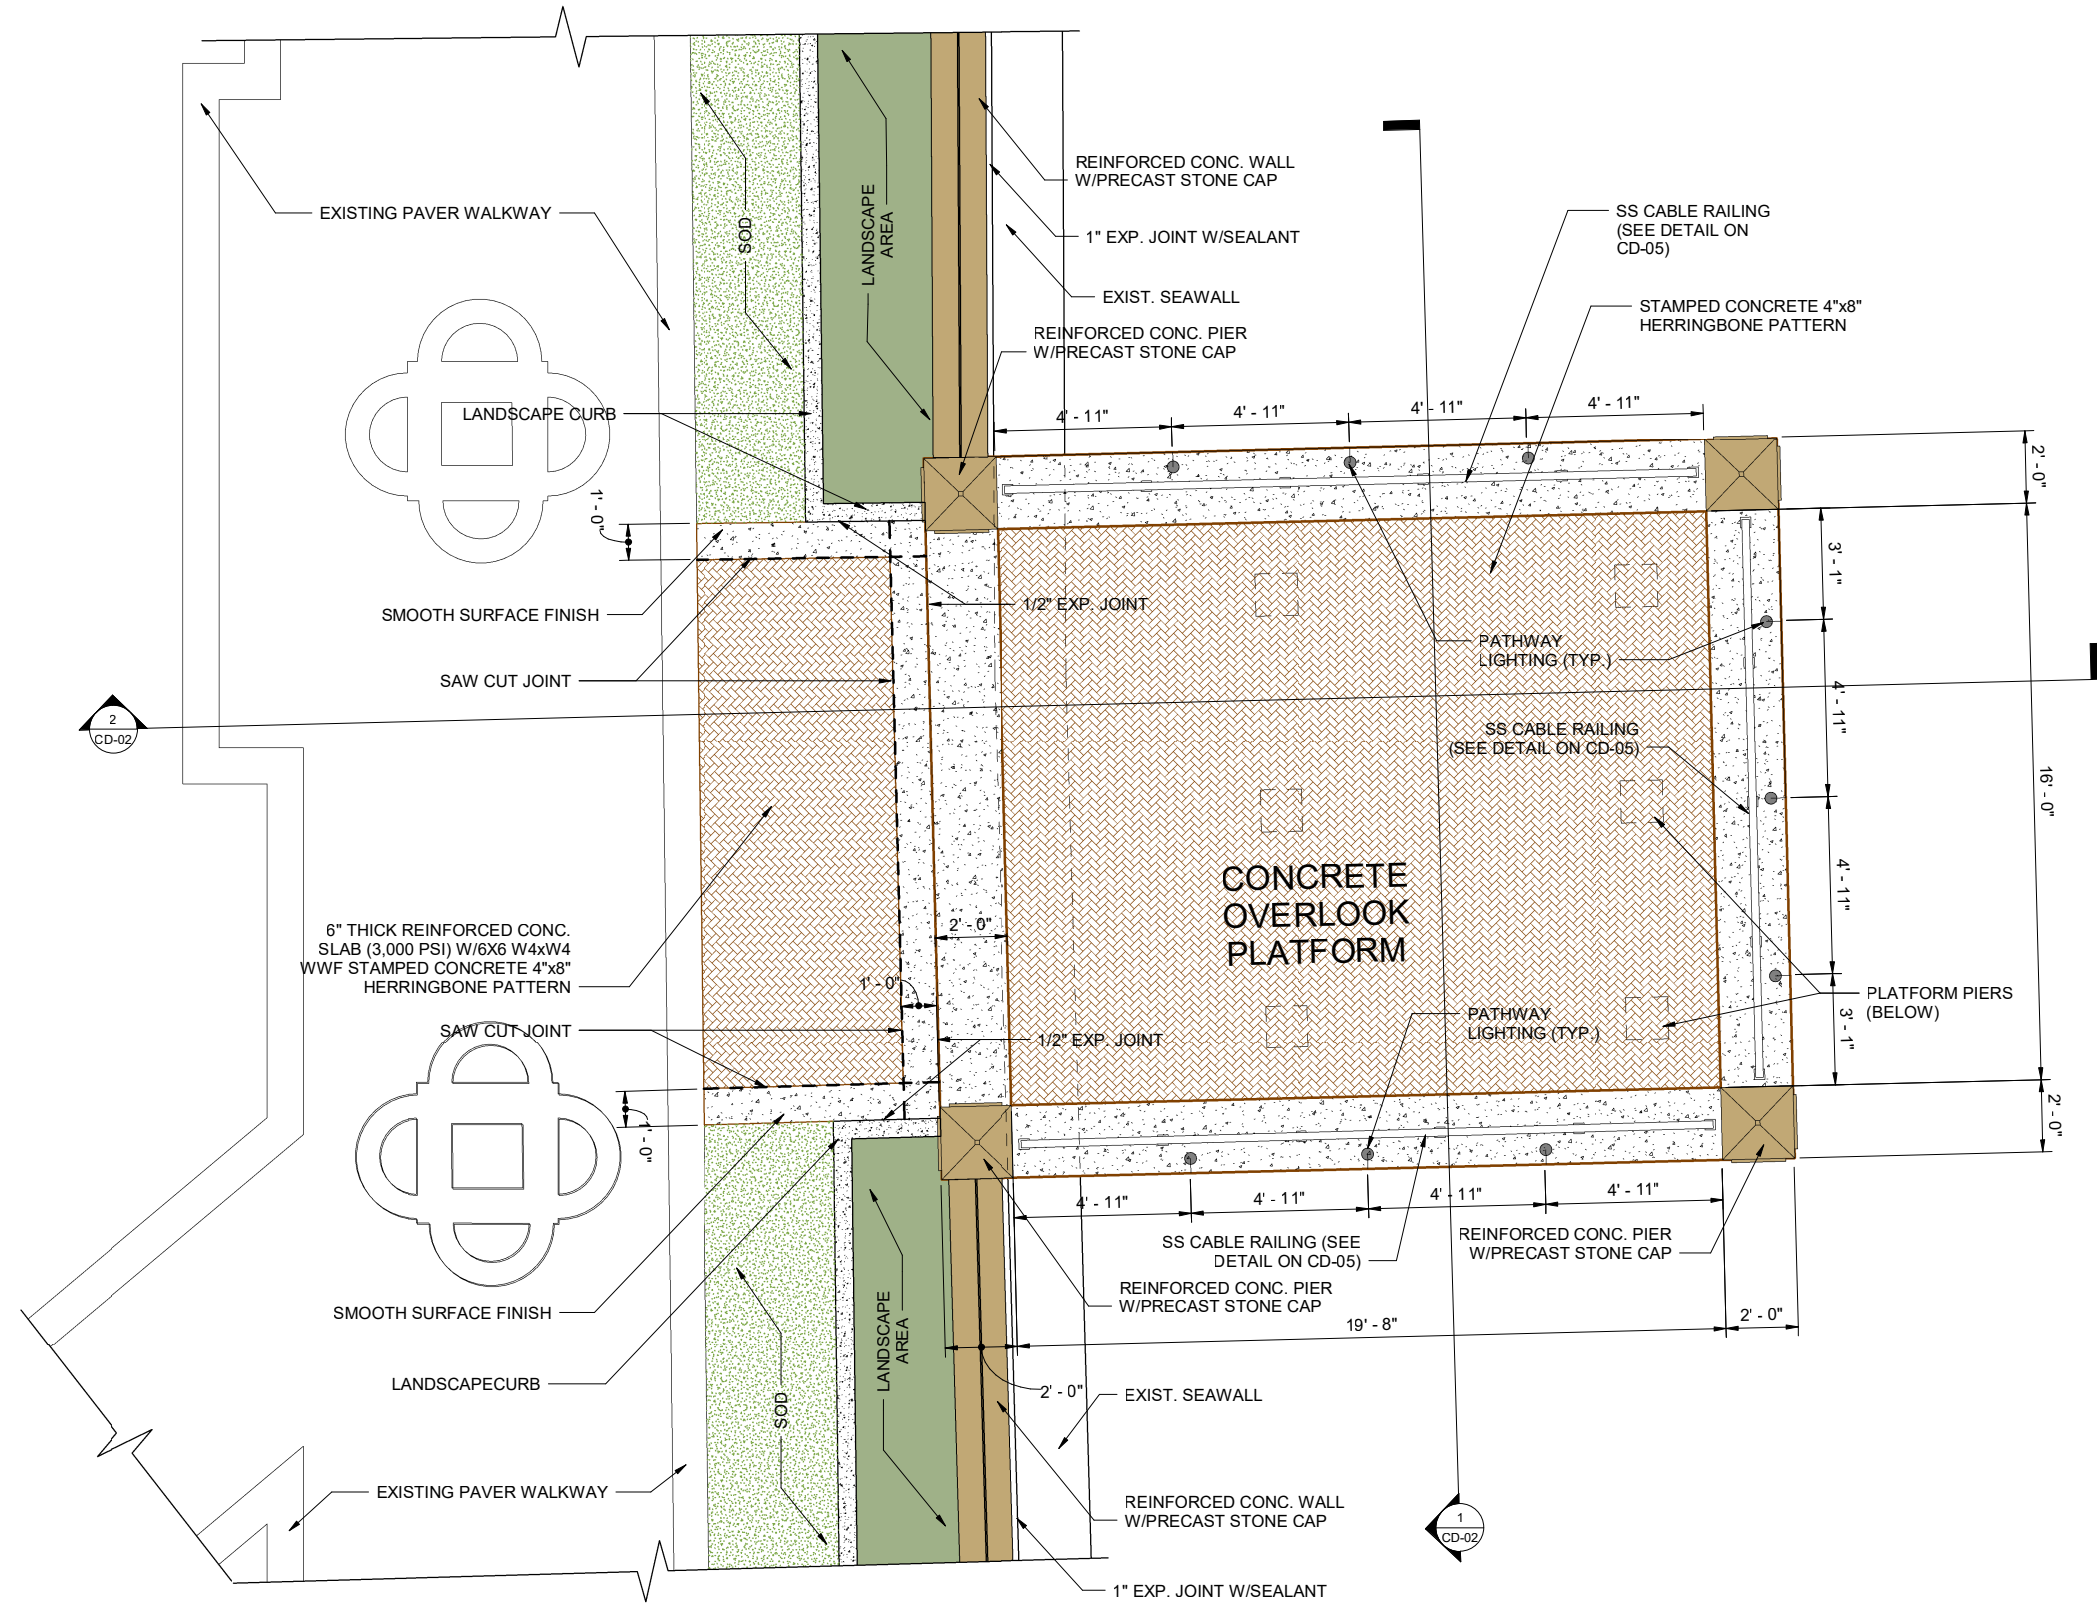 REINFORCED CONC. WALL
W/PRECAST STONE CAP
EXISTING PAVER WALKWAY
SOD
LANDSCAPE
AREA
1" EXP. JOINT W/SEALANT
EXIST. SEAWALL
SS CABLE RAILING
(SEE DETAIL ON
CD-05)
STAMPED CONCRETE 4"x8"
HERRINGBONE PATTERN
REINFORCED CONC. PIER
W/PRECAST STONE CAP
LANDSCAPE CURB
4' - 11"
4' - 11"
4' - 11"
4' - 11"
2' - 0"
1' - 0"
3' - 1"
SMOOTH SURFACE FINISH
1/2" EXP. JOINT
PATHWAY
LIGHTING (TYP.)
SAW CUT JOINT
4' - 11"
2
CD-02
SS CABLE RAILING
(SEE DETAIL ON CD-05)
16' - 0"
4' - 11"
CONCRETE
OVERLOOK
PLATFORM
2' - 0"
6" THICK REINFORCED CONC.
SLAB (3,000 PSI) W/6X6 W4xW4
WWF STAMPED CONCRETE 4"x8"
HERRINGBONE PATTERN
1' - 0"
PLATFORM PIERS
(BELOW)
PATHWAY
LIGHTING (TYP.)
3' - 1"
SAW CUT JOINT
1/2" EXP. JOINT
1' - 0"
2' - 0"
4' - 11"
4' - 11"
4' - 11"
4' - 11"
SS CABLE RAILING (SEE
DETAIL ON CD-05)
REINFORCED CONC. PIER
W/PRECAST STONE CAP
REINFORCED CONC. PIER
W/PRECAST STONE CAP
SMOOTH SURFACE FINISH
19' - 8"
2' - 0"
LANDSCAPE
AREA
LANDSCAPECURB
2' - 0"
EXIST. SEAWALL
SOD
EXISTING PAVER WALKWAY
REINFORCED CONC. WALL
W/PRECAST STONE CAP
1
CD-02
1" EXP. JOINT W/SEALANT